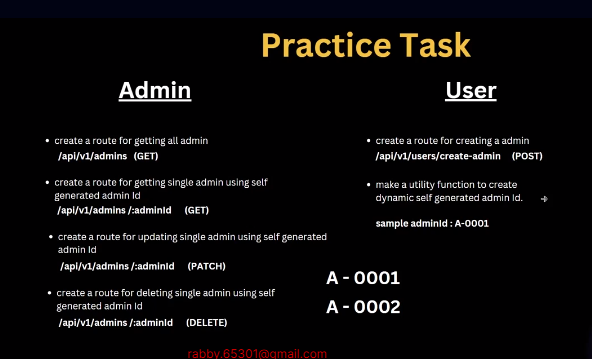 Practice Task
Admin
• create a route for getting all admin
/api/v1/admins (GET)
• create a route for getting single admin using self
generated admin Id
/api/v1/admins /:adminId (GET)
• create a route for updating single admin using self generated
admin Id
/api/v1/admins /:adminId (PATCH)
• create a route for deleting single admin using self
generated admin Id
/api/v1/admins /:adminId (DELETE)
User
• create a route for creating a admin
/api/v1/users/create-admin (POST)
• make a utility function to create
dynamic self generated admin Id.
sample adminId : A-0001
A - 0001
A - 0002
rabby.65301@gmail.com